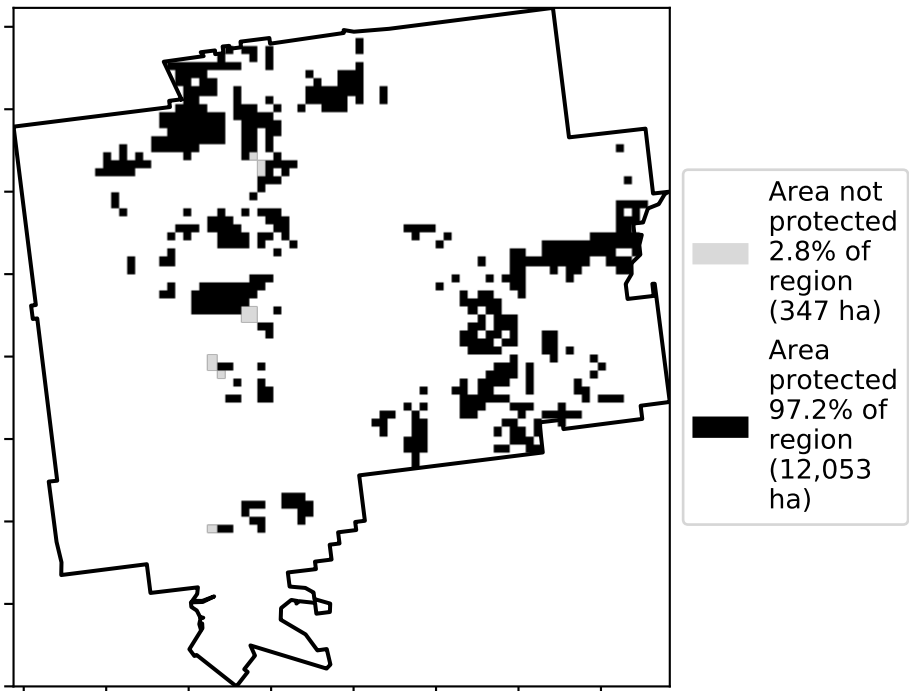 Area not
protected
2.8% of
region
(347 ha)
Area
protected
97.2% of
region
(12,053
ha)